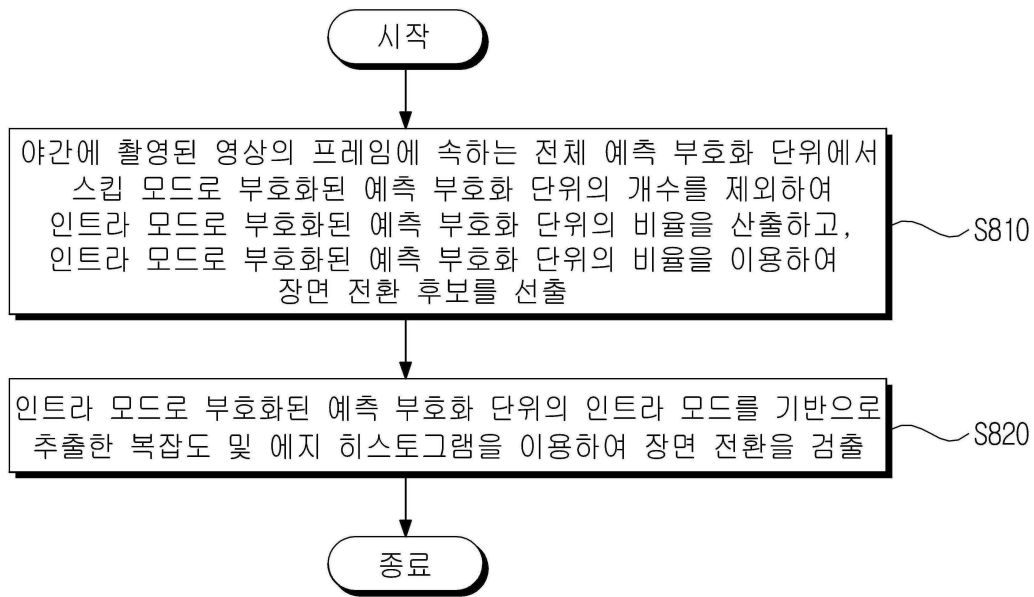 시작
야간에 촬영된 영상의 프레임에 속하는 전체 예측 부호화 단위에서
스킵 모드로 부호화된 예측 부호화 단위의 개수를 제외하여
인트라 모드로 부호화된 예측 부호화 단위의 비율을 산출하고,
인트라 모드로 부호화된 예측 부호화 단위의 비율을 이용하여
장면 전환 후보를 선출
S810
인트라 모드로 부호화된 예측 부호화 단위의 인트라 모드를 기반으로
추출한 복잡도 및 에지 히스토그램을 이용하여 장면 전환을 검출
S820
종료